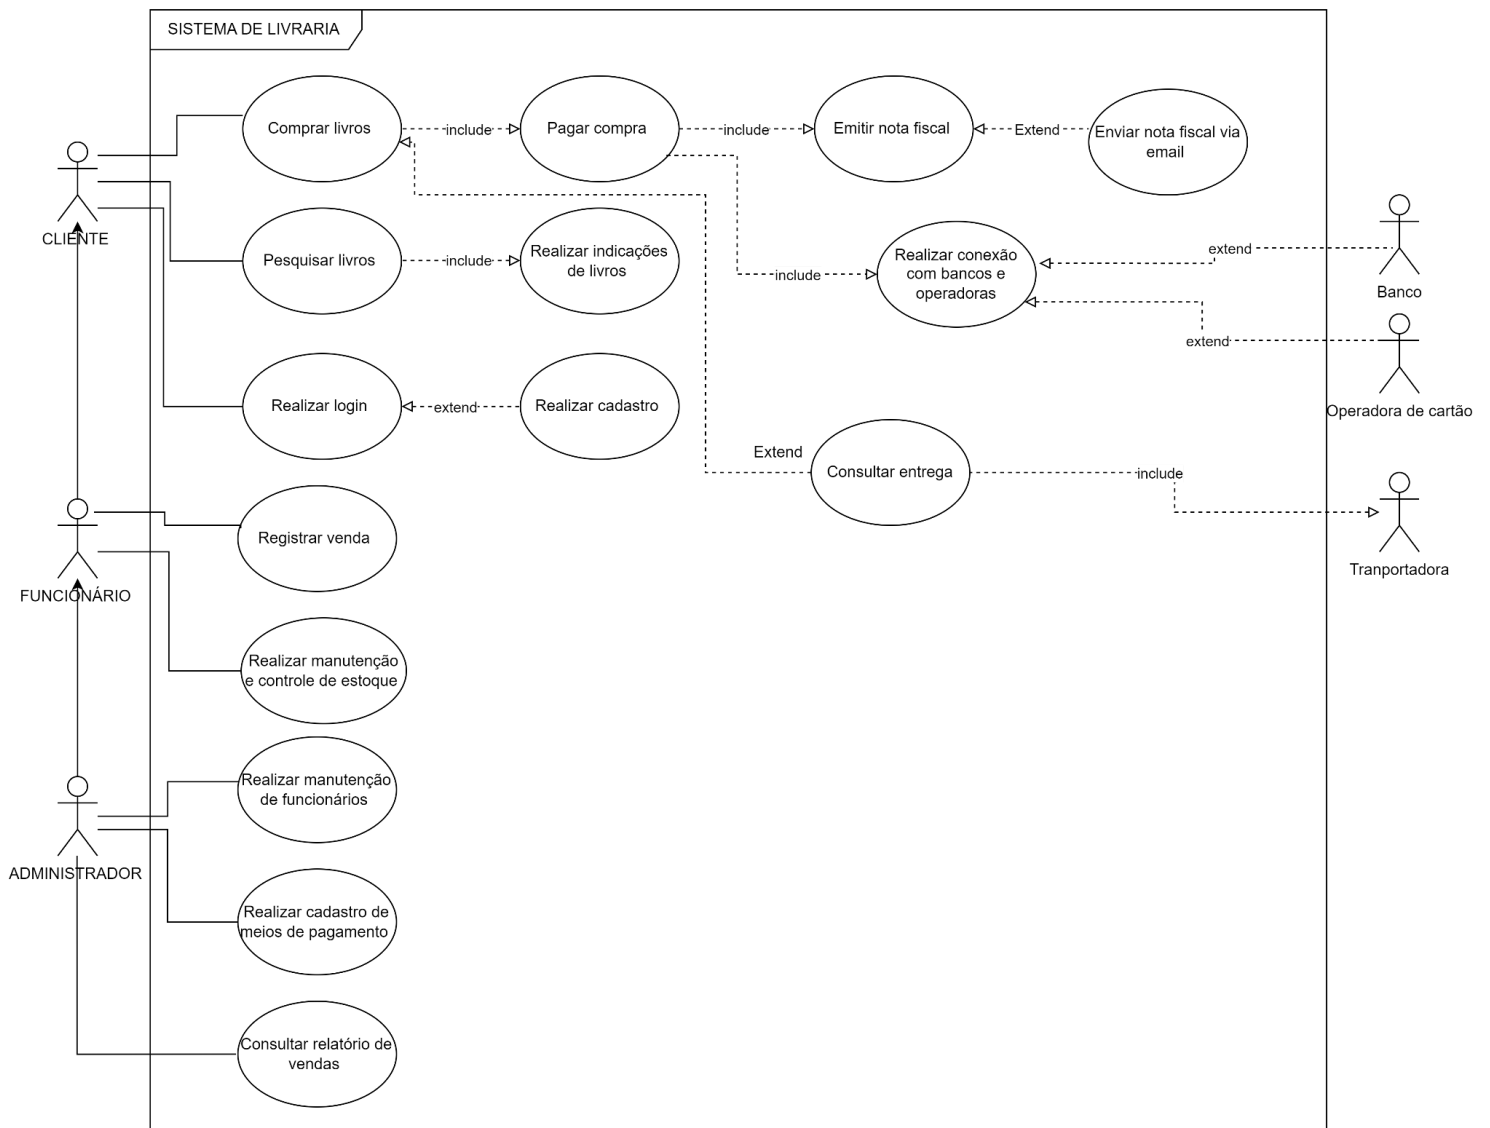 SISTEMA DE LIVRARIA
Comprar livros
include
Pagar compra
include
Emitir nota fiscal
Extend
Enviar nota fiscal via
email
CLIENTE
Pesquisar livros
include
Realizar indicações
de livros
include
Realizar conexão
com bancos e
operadoras
extend
Banco
extend
Operadora de cartão
Realizar login
extend
Realizar cadastro
Extend
Consultar entrega
include
Tranportadora
FUNCIONÁRIO
Registrar venda
Realizar manutenção
e controle de estoque
ADMINISTRADOR
Realizar manutenção
de funcionários
Realizar cadastro de
meios de pagamento
Consultar relatório de
vendas